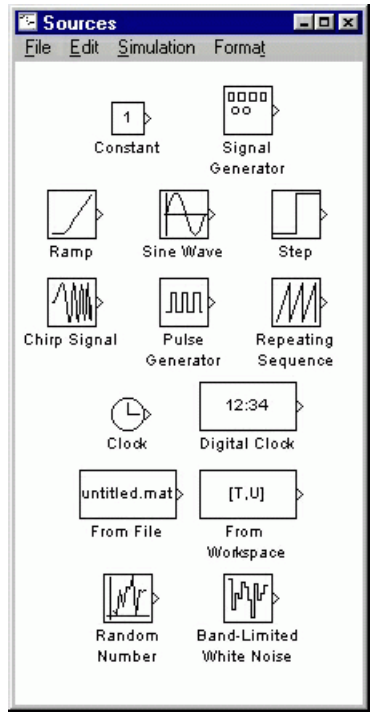 Sources
File Edit Simulation Format
1
Constant
Signal
Generator
Ramp
Sine Wave
Step
Chirp Signal
Pulse
Generator
Repeating
Sequence
Clock
12:34
Digital Clock
untitled.mat
From File
[T,U]
From
Workspace
Random
Number
Band-Limited
White Noise